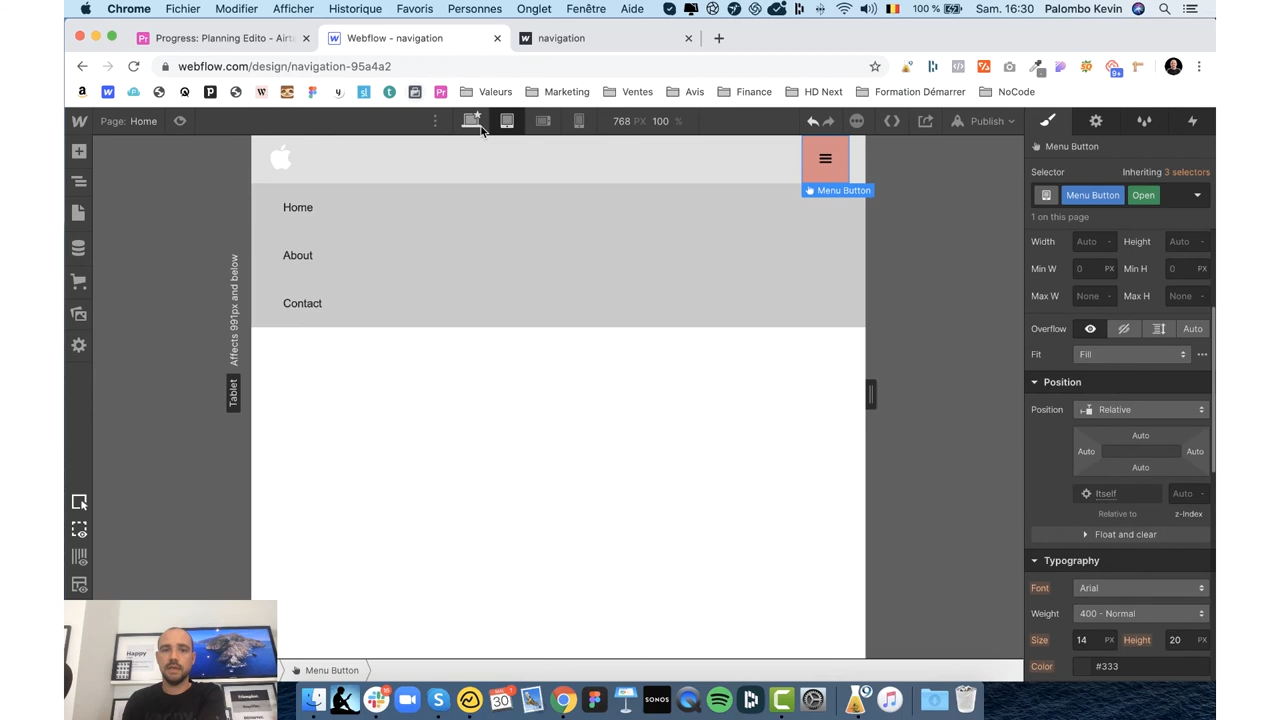 Chrome Fichier Modifier Afficher Historique Favoris Personnes Onglet Fenêtre Aide 100 % Sam. 16:30 Palombo Kevin
Progress: Planning Edito - Airta
Webflow - navigation
navigation
webflow.com/design/navigation-95a4a2
Valeurs Marketing Ventes Avis Finance HD Next Formation Démarrer NoCode
Page: Home 768 PX 100 % Publish
Menu Button
Selector Inheriting 3 selectors
Menu Button Open
1 on this page
Width Auto - Height Auto -
Min W 0 PX Min H 0 PX
Max W None - Max H None -
Overflow Auto
Fit Fill
Position
Position Relative
Auto
Auto Auto
Auto
Itself Auto -
Relative to z-Index
Float and clear
Typography
Font Arial
Weight 400 - Normal
Size 14 PX Height 20 PX
Color #333
Menu Button
Home
About
Contact
Affects 991px and below
Tablet
Menu Button
Happy
SONOS